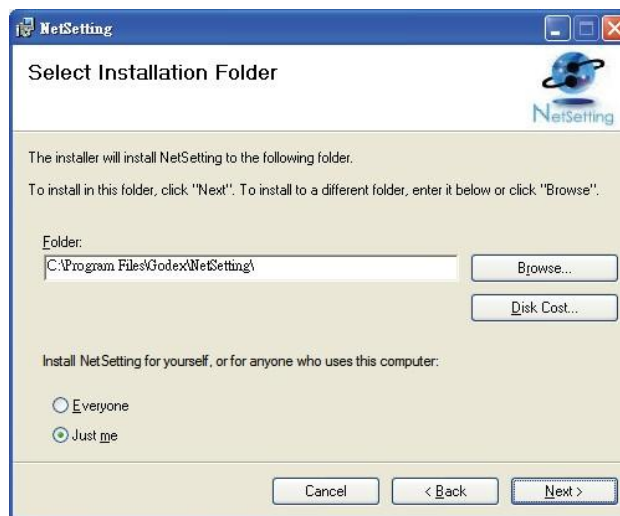 NetSetting
Select Installation Folder
NetSetting
The installer will install NetSetting to the following folder.
To install in this folder, click "Next". To install to a different folder, enter it below or click "Browse".
Folder:
C:\Program Files\Godex\NetSetting\
Browse...
Disk Cost...
Install NetSetting for yourself, or for anyone who uses this computer:
Everyone
Just me
Cancel
< Back
Next >